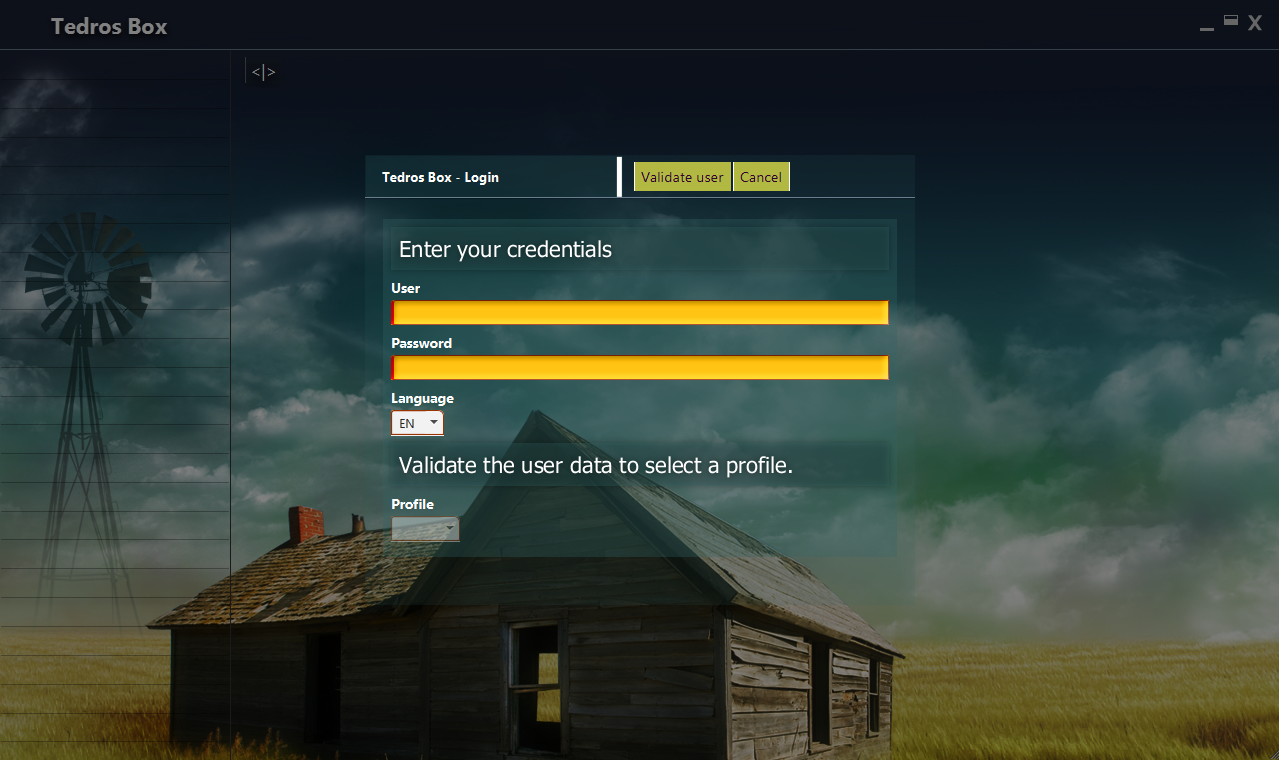 Tedros Box
X
<|>
Tedros Box - Login
Validate user Cancel
Enter your credentials
User
Password
Language
EN
Validate the user data to select a profile.
Profile